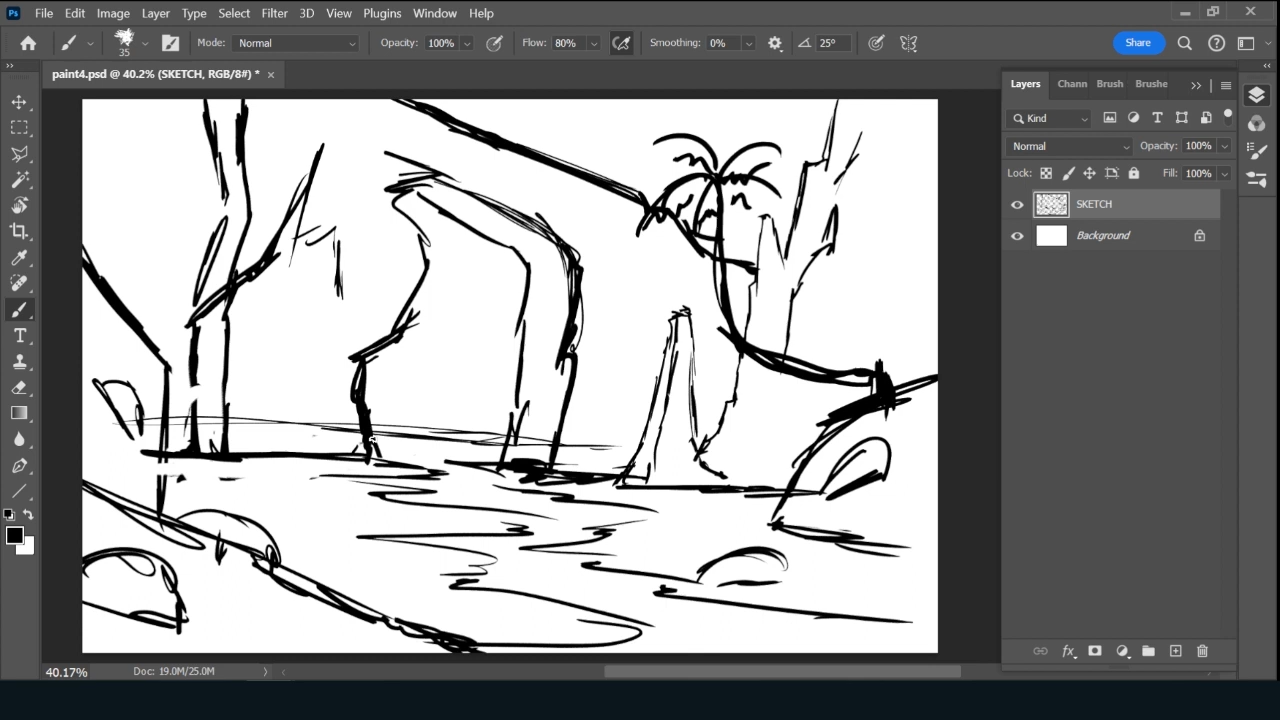 Ps File Edit Image Layer Type Select Filter 3D View Plugins Window Help
35 Mode: Normal Opacity: 100% Flow: 80% Smoothing: 0% 25° Share
paint4.psd @ 40.2% (SKETCH, RGB/8#) * ×
Layers Chann Brush Brushe
Kind
Normal Opacity: 100%
Lock: Fill: 100%
SKETCH
Background
40.17% Doc: 19.0M/25.0M